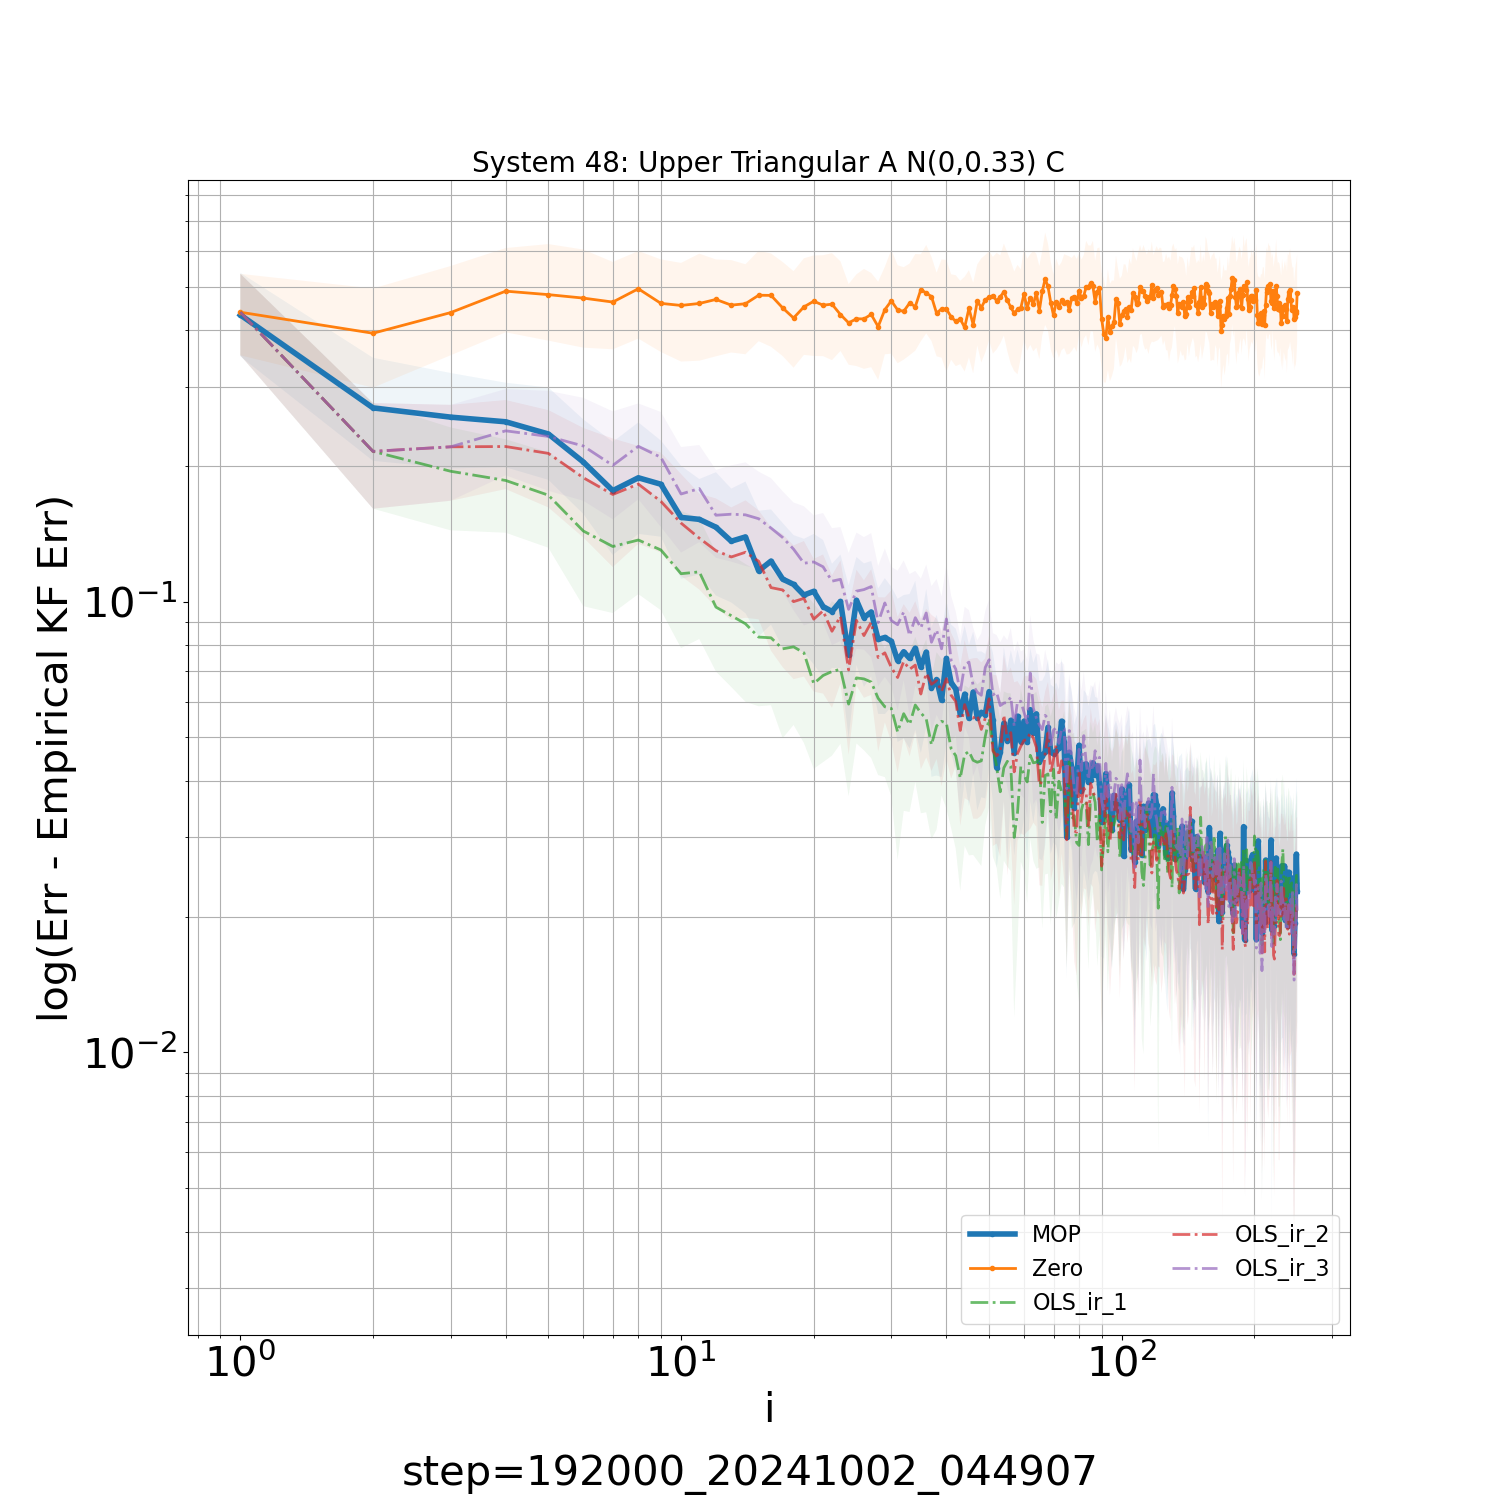 System 48: Upper Triangular A N(0,0.33) C
log(Err - Empirical KF Err)
10⁻¹
10⁻²
10⁰
10¹
10²
MOP
Zero
OLS_ir_1
OLS_ir_2
OLS_ir_3
i
step=192000_20241002_044907